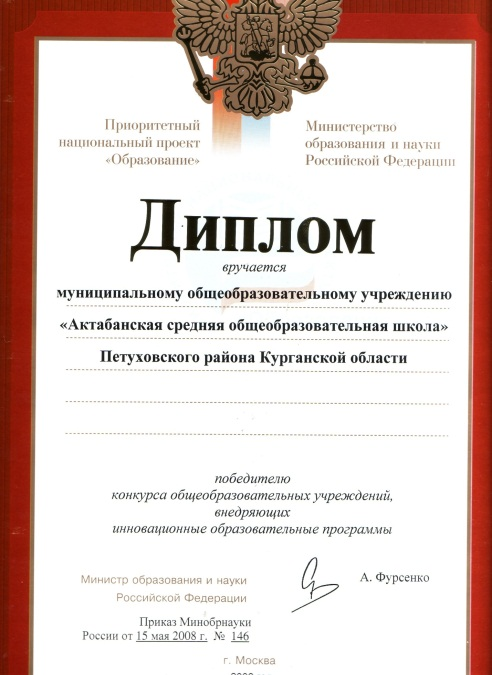 Приоритетный
национальный проект
«Образование»
Министерство
образования и науки
Российской Федерации
Диплом
вручается
муниципальному общеобразовательному учреждению
«Актабанская средняя общеобразовательная школа»
Петуховского района Курганской области
победителю
конкурса общеобразовательных учреждений,
внедряющих
инновационные образовательные программы
Министр образования и науки
Российской Федерации
А. Фурсенко
Приказ Минобрнауки
России от 15 мая 2008 г. № 146
г. Москва